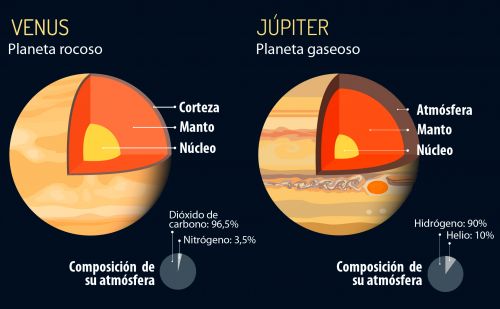 VENUS
Planeta rocoso
Corteza
Manto
Núcleo
Dióxido de
carbono: 96,5%
Nitrógeno: 3,5%
Composición de
su atmósfera
JÚPITER
Planeta gaseoso
Atmósfera
Manto
Núcleo
Hidrógeno: 90%
Helio: 10%
Composición de
su atmósfera